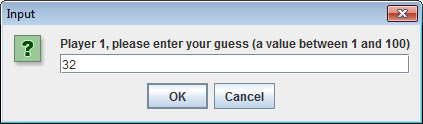 Input
Player 1, please enter your guess (a value between 1 and 100)
32
OK Cancel